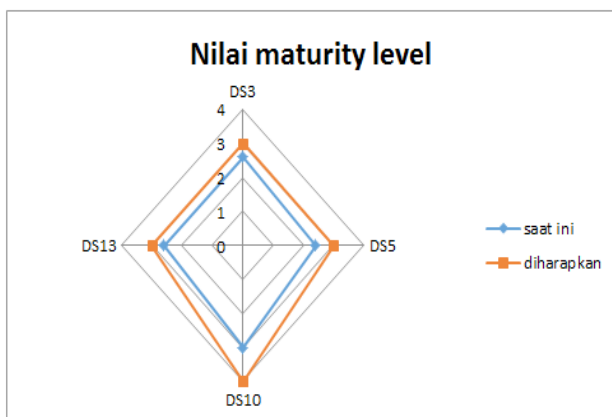 Nilai maturity level
DS3
4
3
2
1
0
DS13
DS5
DS10
saat ini
diharapkan